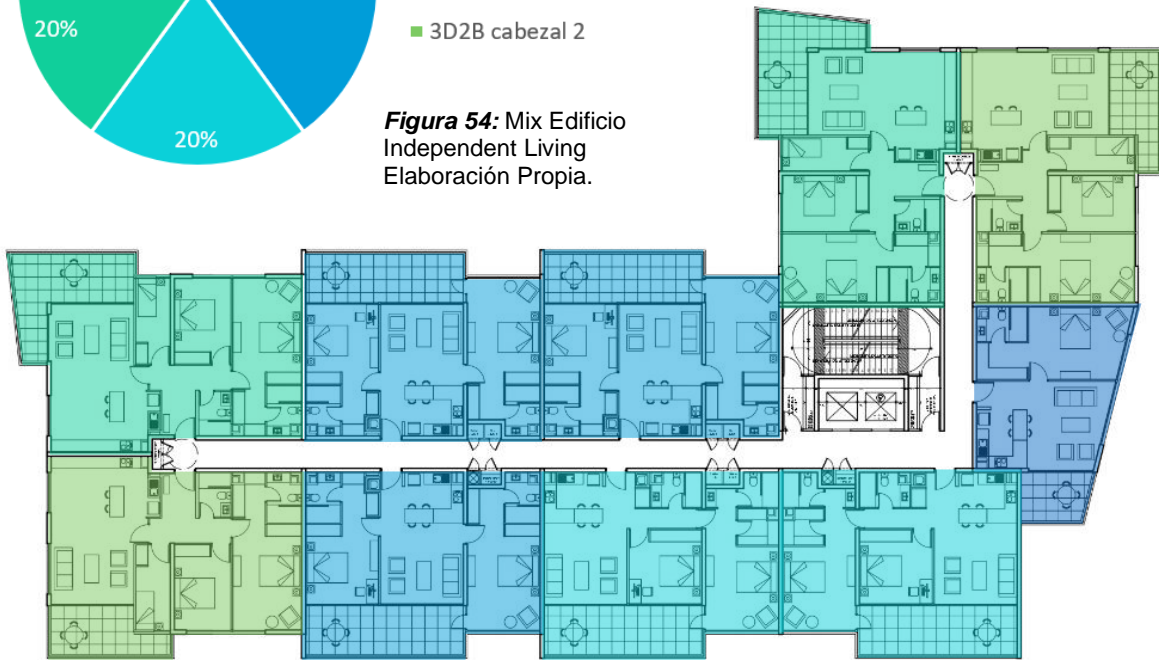 20%
20%
3D2B cabezal 2
Figura 54: Mix Edificio
Independent Living
Elaboración Propia.